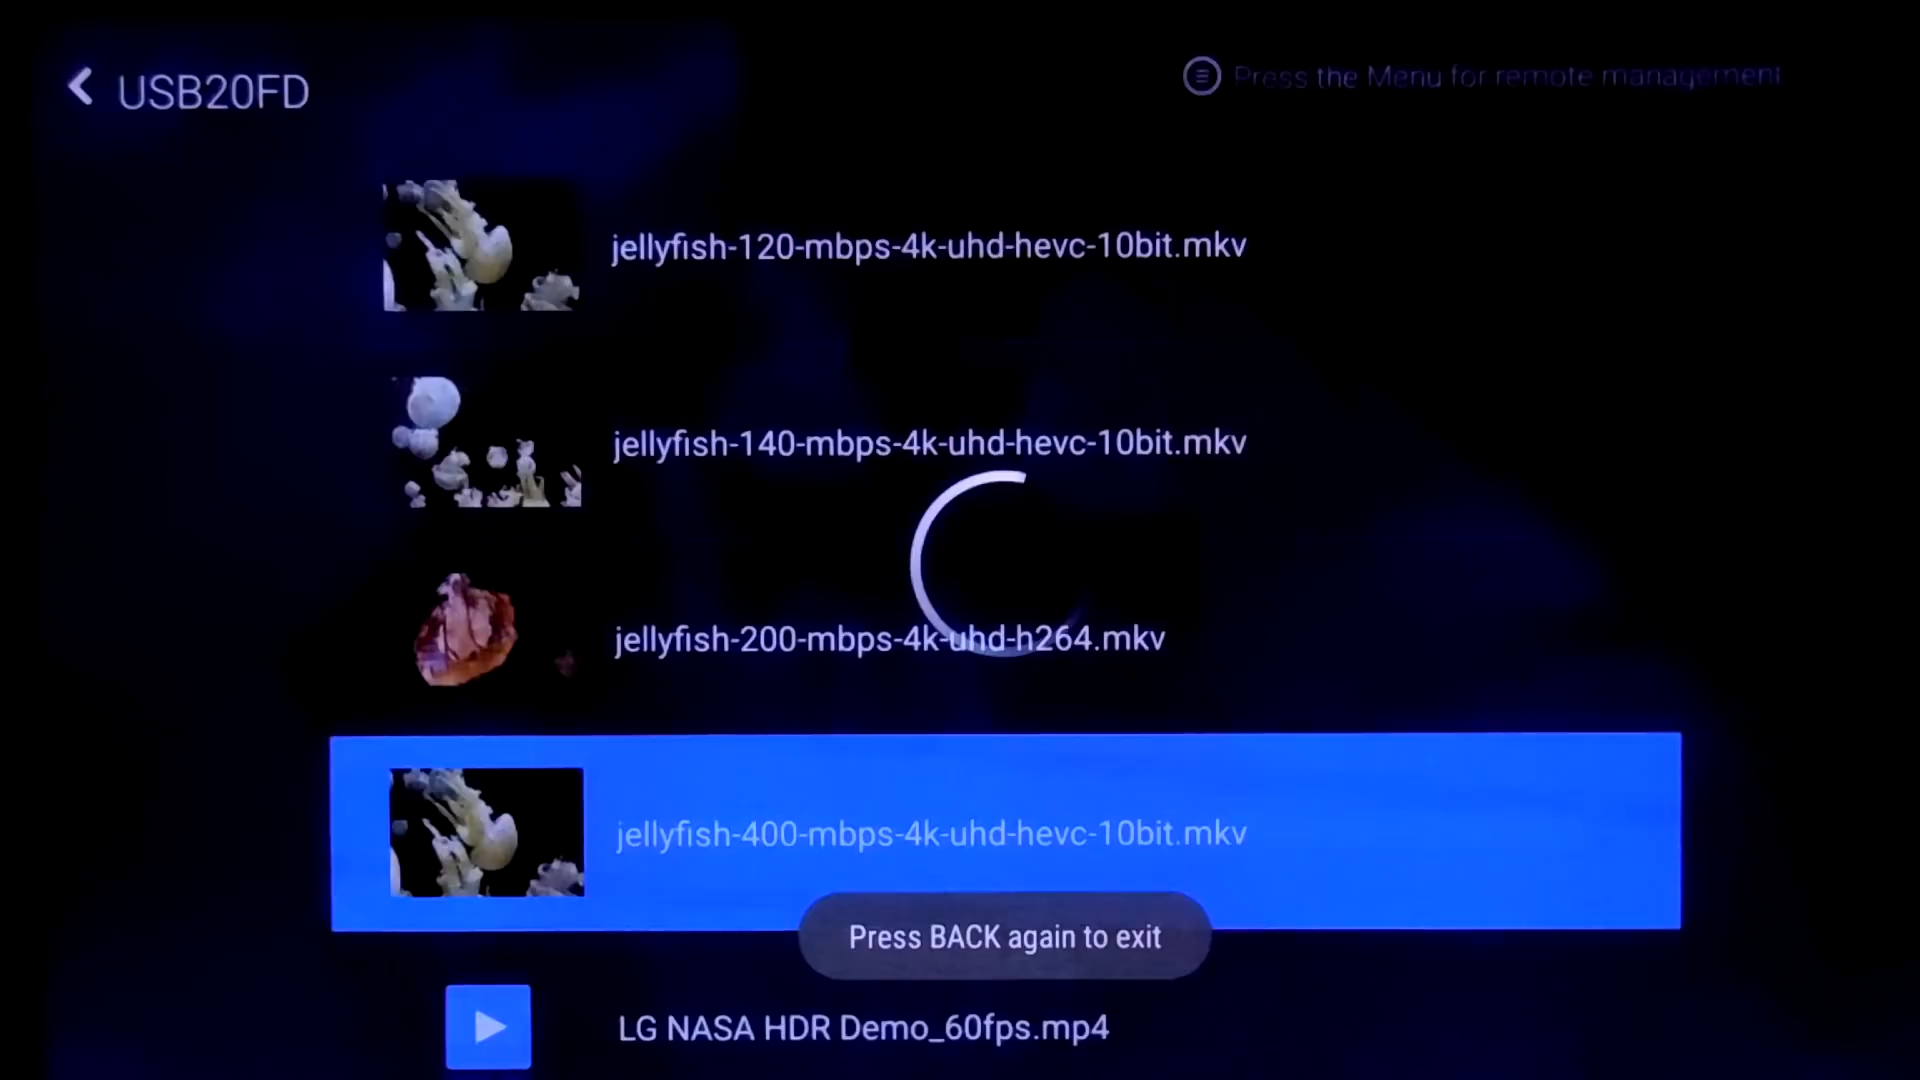 USB20FD
Press the Menu for remote management
jellyfish-120-mbps-4k-uhd-hevc-10bit.mkv
jellyfish-140-mbps-4k-uhd-hevc-10bit.mkv
jellyfish-200-mbps-4k-uhd-h264.mkv
jellyfish-400-mbps-4k-uhd-hevc-10bit.mkv
Press BACK again to exit
LG NASA HDR Demo_60fps.mp4